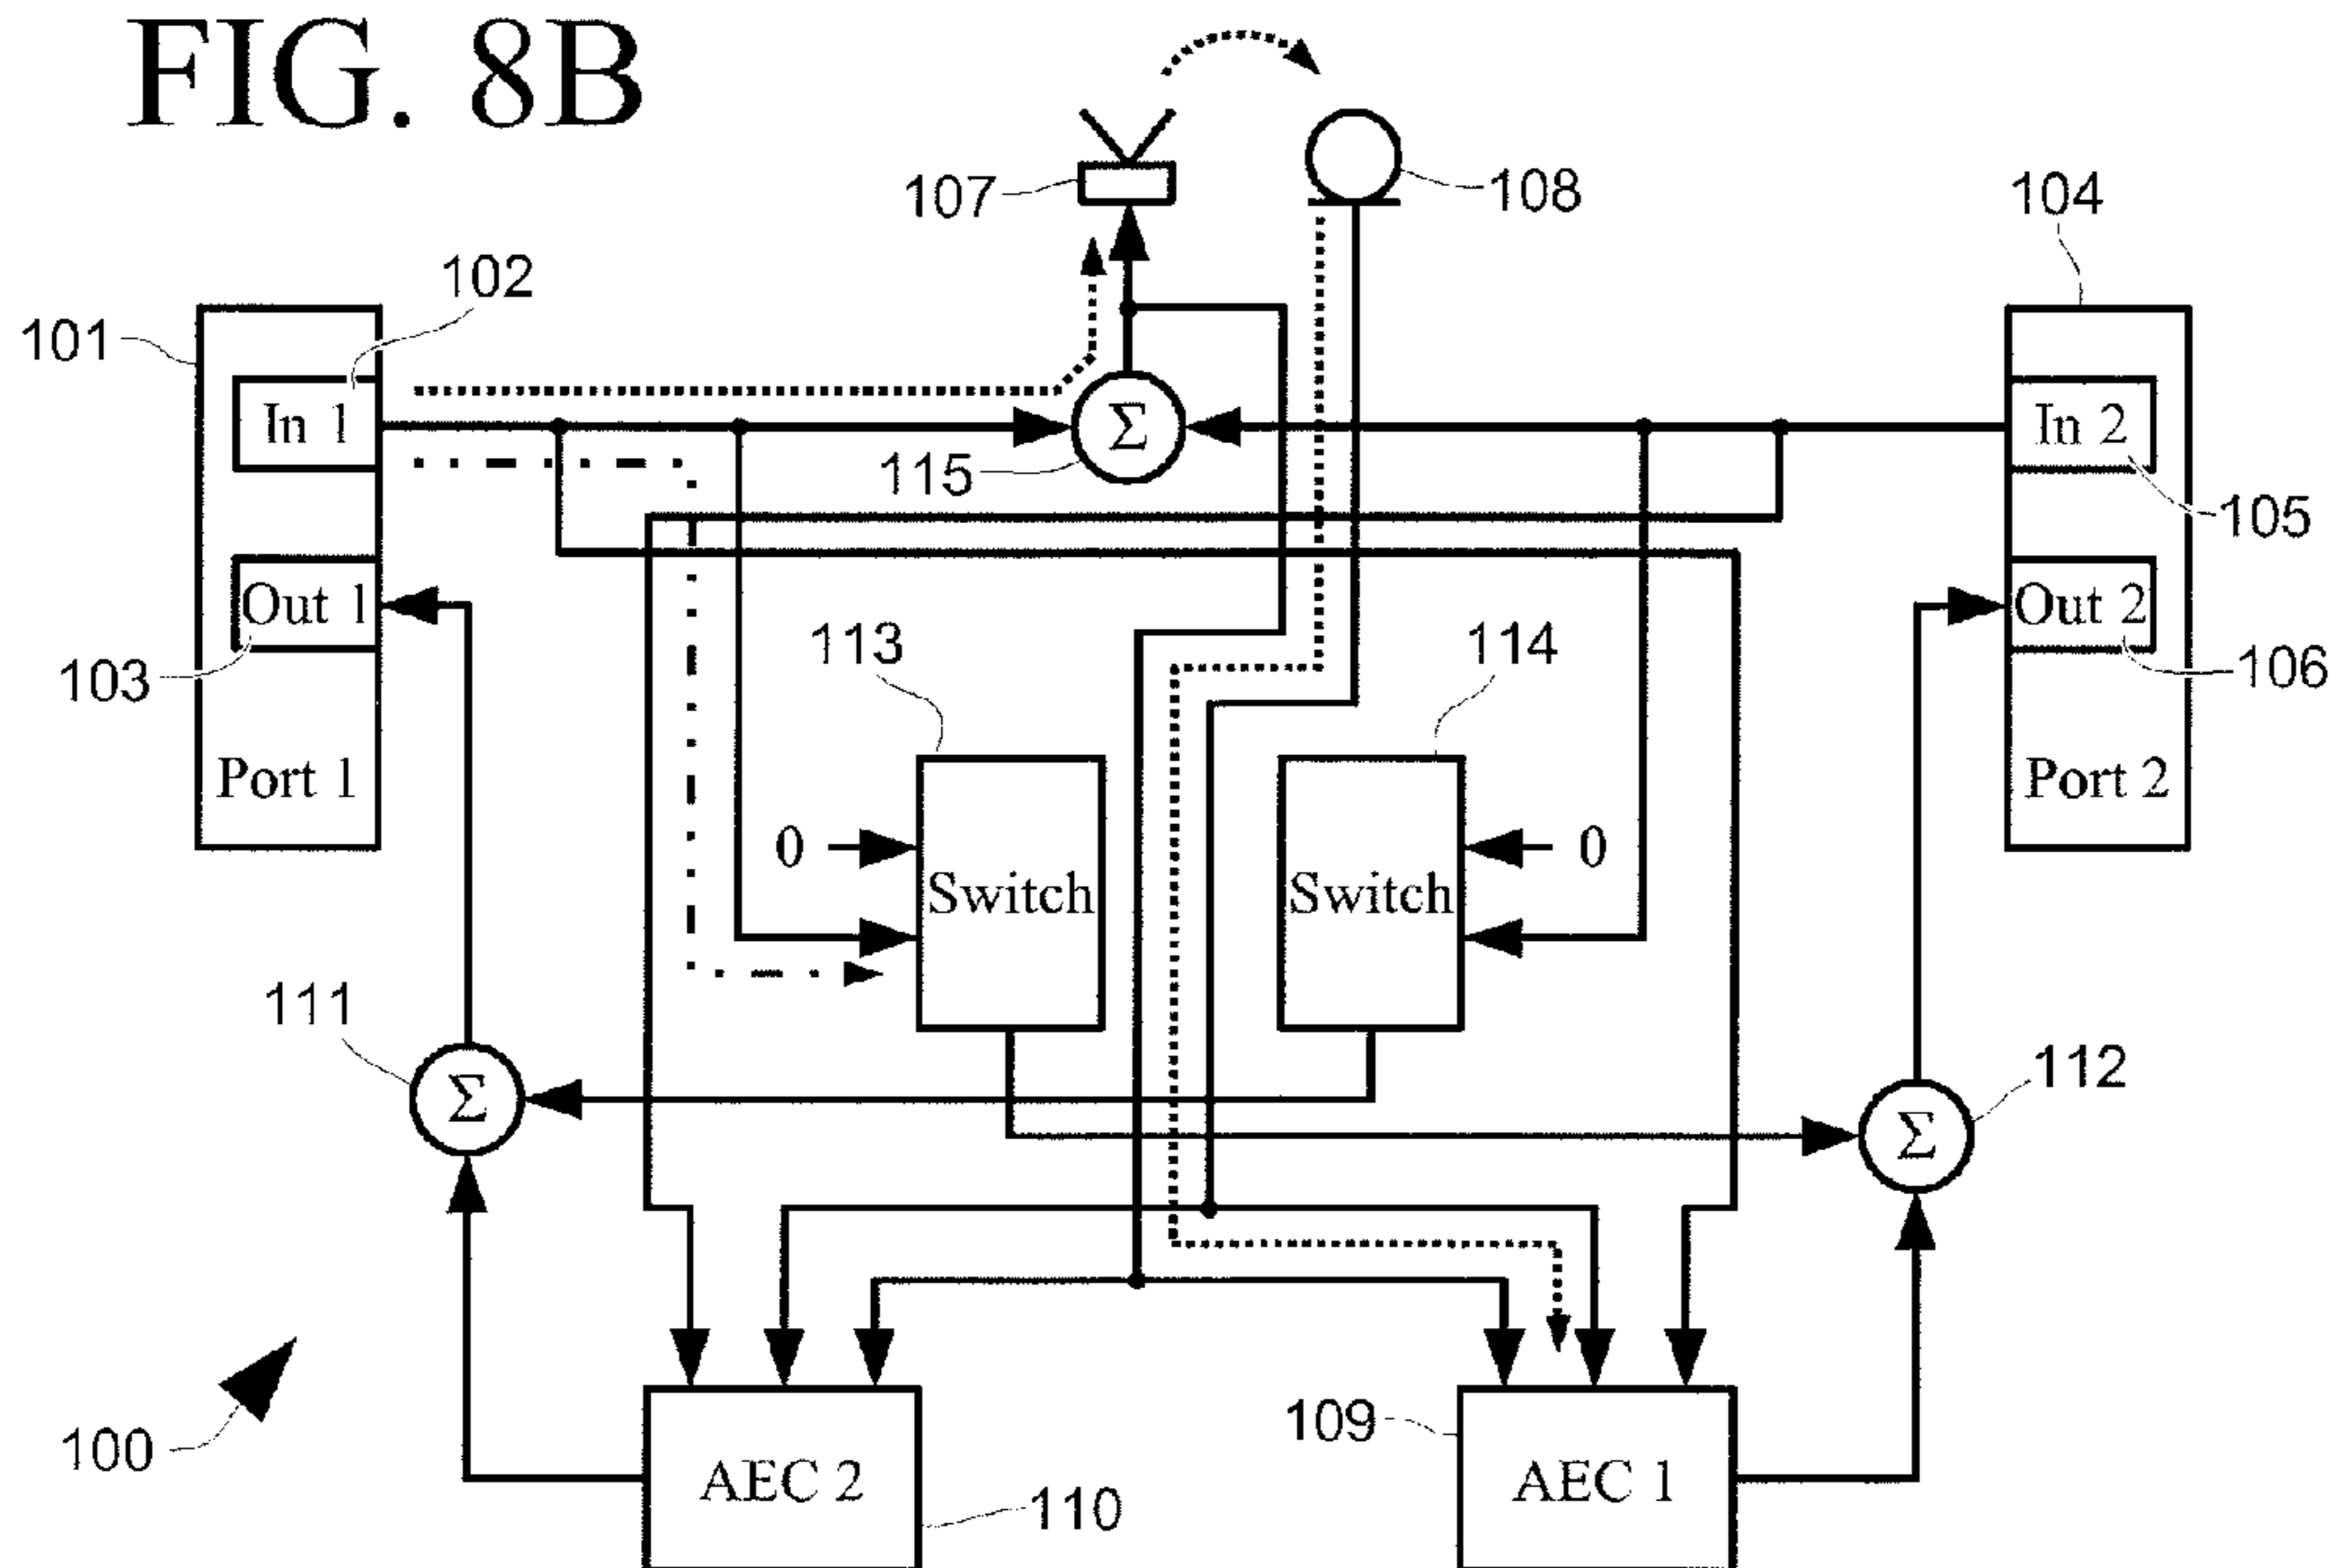 FIG. 8B
107
108
104
102
101
In 1
Σ
In 2
115
105
Out 1
Out 2
113
114
103
106
Port 1
Port 2
0
0
Switch
Switch
111
112
Σ
Σ
109
100
AEC 2
AEC 1
110